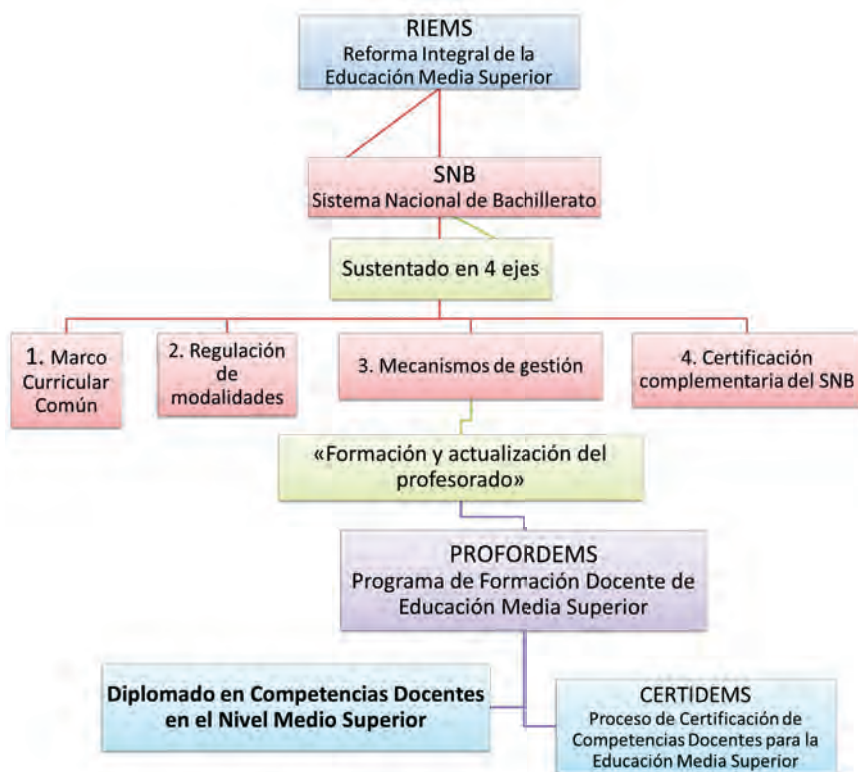 RIEMS
Reforma Integral de la
Educación Media Superior
SNB
Sistema Nacional de Bachillerato
Sustentado en 4 ejes
1. Marco
Curricular
Común
2. Regulación
de
modalidades
3. Mecanismos de gestión
4. Certificación
complementaria del SNB
«Formación y actualización del
profesorado»
PROFORDEMS
Programa de Formación Docente de
Educación Media Superior
Diplomado en Competencias Docentes
en el Nivel Medio Superior
CERTIDEMS
Proceso de Certificación de
Competencias Docentes para la
Educación Media Superior